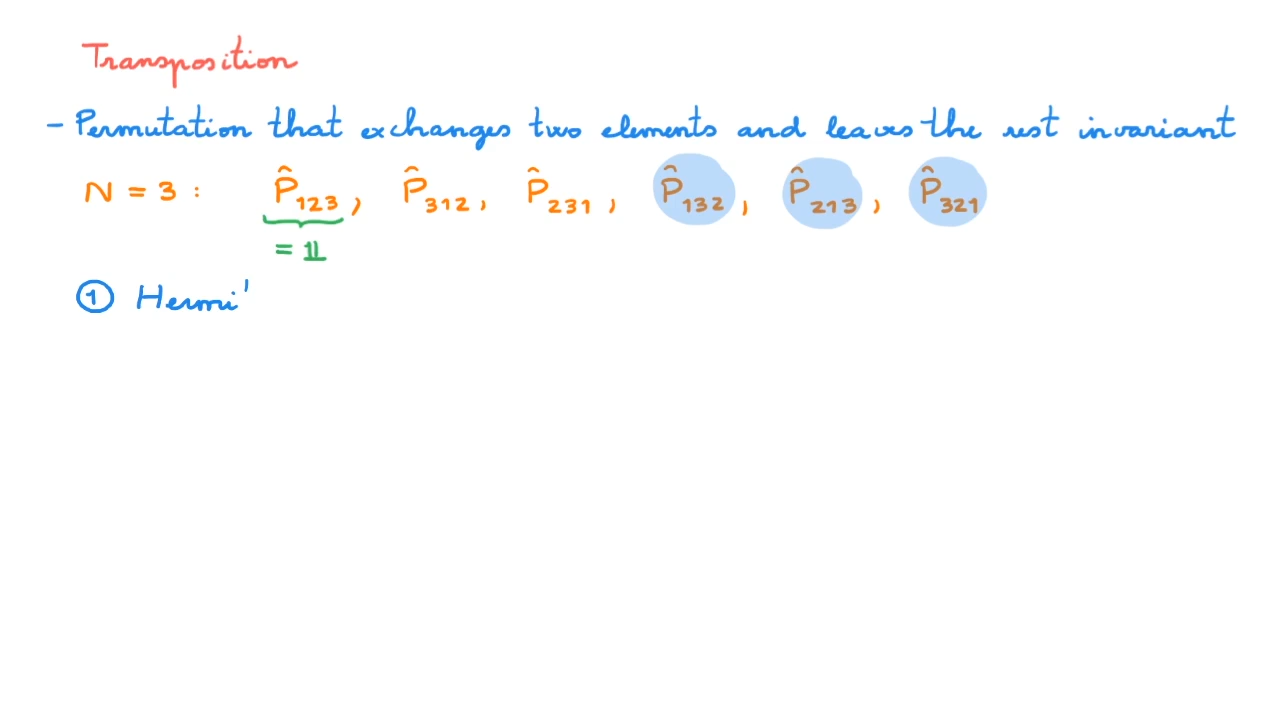 Transposition
- Permutation that exchanges two elements and leaves the rest invariant
N = 3 : P̂₁₂₃, P̂₃₁₂, P̂₂₃₁, P̂₁₃₂, P̂₂₁₃, P̂₃₂₁
= 𝟙
① Hermi'